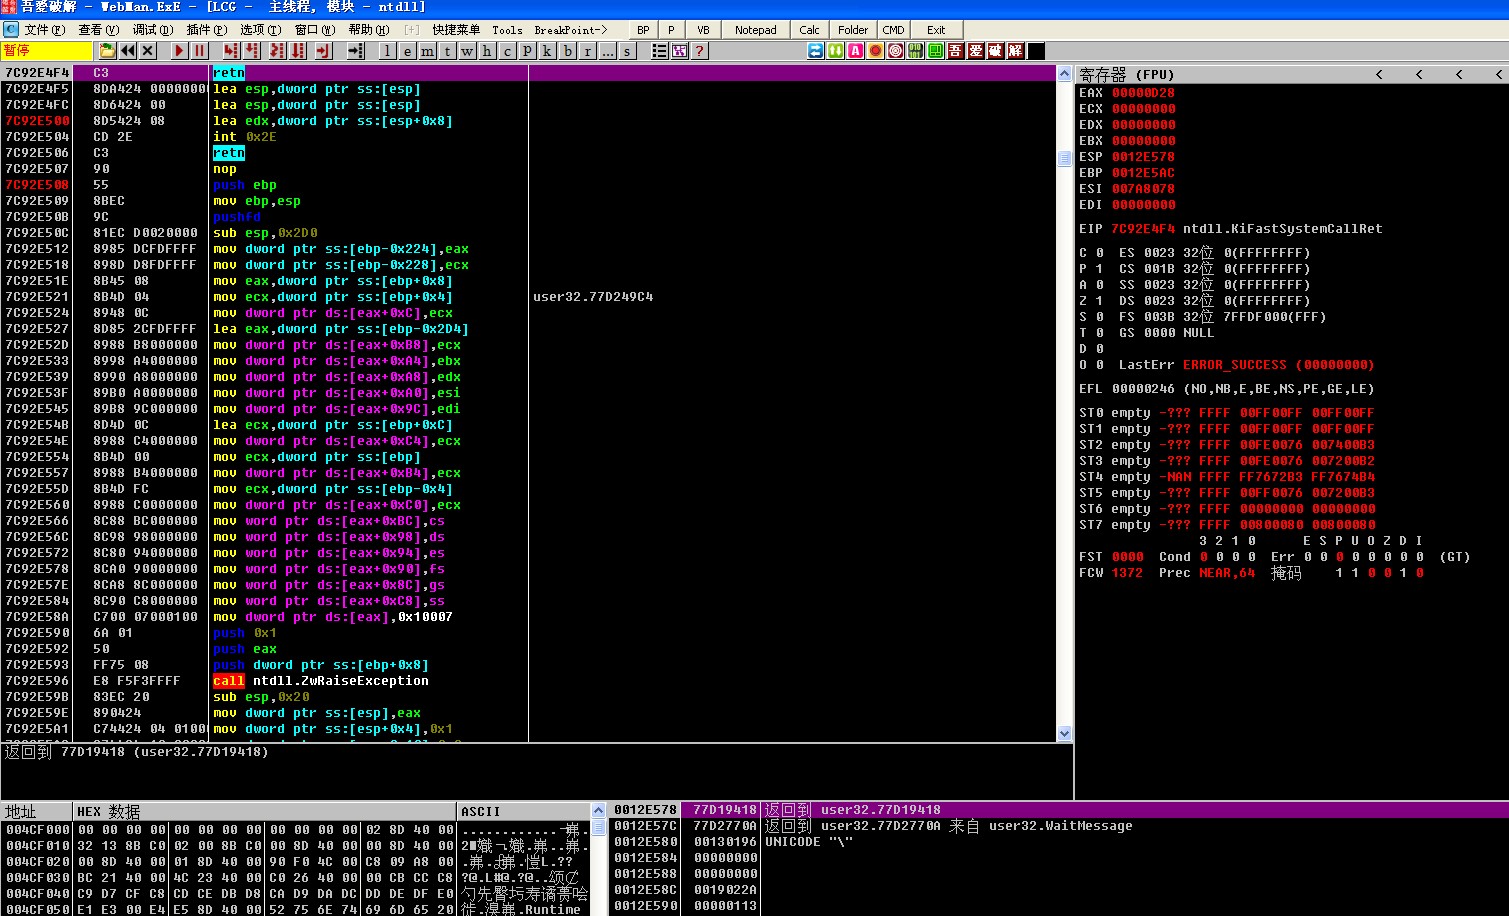 吾爱破解 - WebMan.ExE - [LCG -  主线程, 模块 - ntdll]
C 文件(F) 查看(V) 调试(D) 插件(P) 选项(T) 窗口(W) 帮助(H) [+] 快捷菜单 Tools BreakPoint-> BP P VB Notepad Calc Folder CMD Exit
暂停 l e m t w h c P k b r ... s ? A 吾 爱 破 解
7C92E4F4 C3 retn
7C92E4F5 8DA424 0000000 lea esp,dword ptr ss:[esp]
7C92E4FC 8D6424 00 lea esp,dword ptr ss:[esp]
7C92E500 8D5424 08 lea edx,dword ptr ss:[esp+0x8]
7C92E504 CD 2E int 0x2E
7C92E506 C3 retn
7C92E507 90 nop
7C92E508 55 push ebp
7C92E509 8BEC mov ebp,esp
7C92E50B 9C pushfd
7C92E50C 81EC D0020000 sub esp,0x2D0
7C92E512 8985 DCFDFFFF mov dword ptr ss:[ebp-0x224],eax
7C92E518 898D D8FDFFFF mov dword ptr ss:[ebp-0x228],ecx
7C92E51E 8B45 08 mov eax,dword ptr ss:[ebp+0x8]
7C92E521 8B4D 04 mov ecx,dword ptr ss:[ebp+0x4] user32.77D249C4
7C92E524 8948 0C mov dword ptr ds:[eax+0xC],ecx
7C92E527 8D85 2CFDFFFF lea eax,dword ptr ss:[ebp-0x2D4]
7C92E52D 8988 B8000000 mov dword ptr ds:[eax+0xB8],ecx
7C92E533 8998 A4000000 mov dword ptr ds:[eax+0xA4],ebx
7C92E539 8990 A8000000 mov dword ptr ds:[eax+0xA8],edx
7C92E53F 89B0 A0000000 mov dword ptr ds:[eax+0xA0],esi
7C92E545 89B8 9C000000 mov dword ptr ds:[eax+0x9C],edi
7C92E54B 8D4D 0C lea ecx,dword ptr ss:[ebp+0xC]
7C92E54E 8988 C4000000 mov dword ptr ds:[eax+0xC4],ecx
7C92E554 8B4D 00 mov ecx,dword ptr ss:[ebp]
7C92E557 8988 B4000000 mov dword ptr ds:[eax+0xB4],ecx
7C92E55D 8B4D FC mov ecx,dword ptr ss:[ebp-0x4]
7C92E560 8988 C0000000 mov dword ptr ds:[eax+0xC0],ecx
7C92E566 8C88 BC000000 mov word ptr ds:[eax+0xBC],cs
7C92E56C 8C98 98000000 mov word ptr ds:[eax+0x98],ds
7C92E572 8C80 94000000 mov word ptr ds:[eax+0x94],es
7C92E578 8CA0 90000000 mov word ptr ds:[eax+0x90],fs
7C92E57E 8CA8 8C000000 mov word ptr ds:[eax+0x8C],gs
7C92E584 8C90 C8000000 mov word ptr ds:[eax+0xC8],ss
7C92E58A C700 07000100 mov dword ptr ds:[eax],0x10007
7C92E590 6A 01 push 0x1
7C92E592 50 push eax
7C92E593 FF75 08 push dword ptr ss:[ebp+0x8]
7C92E596 E8 F5F3FFFF call ntdll.ZwRaiseException
7C92E59B 83EC 20 sub esp,0x20
7C92E59E 890424 mov dword ptr ss:[esp],eax
7C92E5A1 C74424 04 0100 mov dword ptr ss:[esp+0x4],0x1
返回到 77D19418 (user32.77D19418)
寄存器 (FPU) < < < <
EAX 00000D28
ECX 00000000
EDX 00000000
EBX 00000000
ESP 0012E578
EBP 0012E5AC
ESI 007A8078
EDI 00000000
EIP 7C92E4F4 ntdll.KiFastSystemCallRet
C 0 ES 0023 32位 0(FFFFFFFF)
P 1 CS 001B 32位 0(FFFFFFFF)
A 0 SS 0023 32位 0(FFFFFFFF)
Z 1 DS 0023 32位 0(FFFFFFFF)
S 0 FS 003B 32位 7FFDF000(FFF)
T 0 GS 0000 NULL
D 0
O 0 LastErr ERROR_SUCCESS (00000000)
EFL 00000246 (NO,NB,E,BE,NS,PE,GE,LE)
ST0 empty -??? FFFF 00FF00FF 00FF00FF
ST1 empty -??? FFFF 00FF00FF 00FF00FF
ST2 empty -??? FFFF 00FE0076 007400B3
ST3 empty -??? FFFF 00FE0076 007200B2
ST4 empty -NAN FFFF FF7672B3 FF7674B4
ST5 empty -??? FFFF 00FF0076 007200B3
ST6 empty -??? FFFF 00000000 00000000
ST7 empty -??? FFFF 00800080 00800080
3 2 1 0 E S P U O Z D I
FST 0000 Cond 0 0 0 0 Err 0 0 0 0 0 0 0 0 (GT)
FCW 1372 Prec NEAR,64 掩码 1 1 0 0 1 0
地址 HEX 数据 ASCII
004CF000 00 00 00 00 00 00 00 00 00 00 00 00 02 8D 40 00
004CF010 32 13 8B C0 02 00 8B C0 00 8D 40 00 00 8D 40 00
004CF020 00 8D 40 00 01 8D 40 00 90 F0 4C 00 C8 09 A8 00
004CF030 BC 21 40 00 4C 23 40 00 C0 26 40 00 00 CB CC C8
004CF040 C9 D7 CF C8 CD CE DB D8 CA D9 DA DC DD DE DF E0
004CF050 E1 E3 00 E4 E5 8D 40 00 52 75 6E 74 69 6D 65 20 .Runtime
0012E578 77D19418 返回到 user32.77D19418
0012E57C 77D2770A 返回到 user32.77D2770A 来自 user32.WaitMessage
0012E580 00130196 UNICODE "\"
0012E584 00000000
0012E588 00000000
0012E58C 0019022A
0012E590 00000113